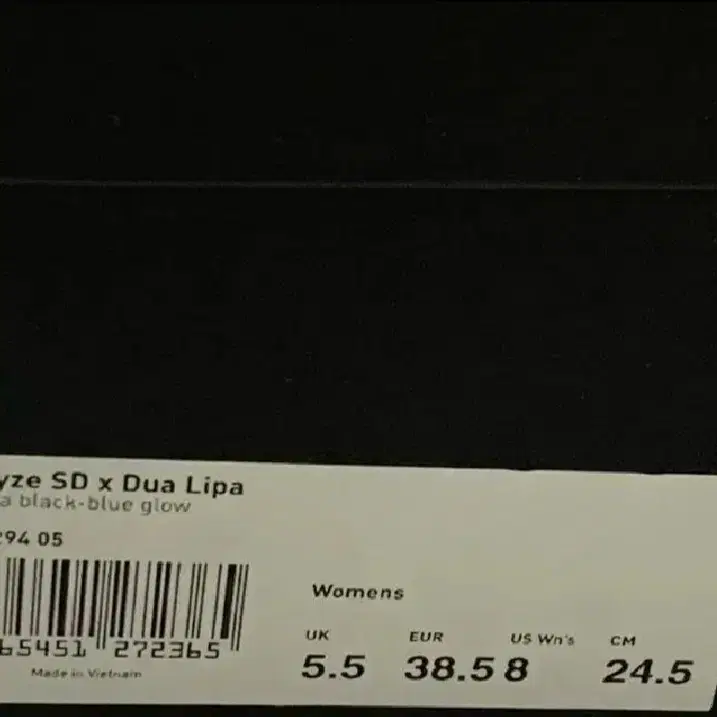 yze SD x Dua Lipa
a black-blue glow
294 05
65451 272365
Made in Vietnam
Womens
UK EUR US Wn's CM
5.5 38.5 8 24.5